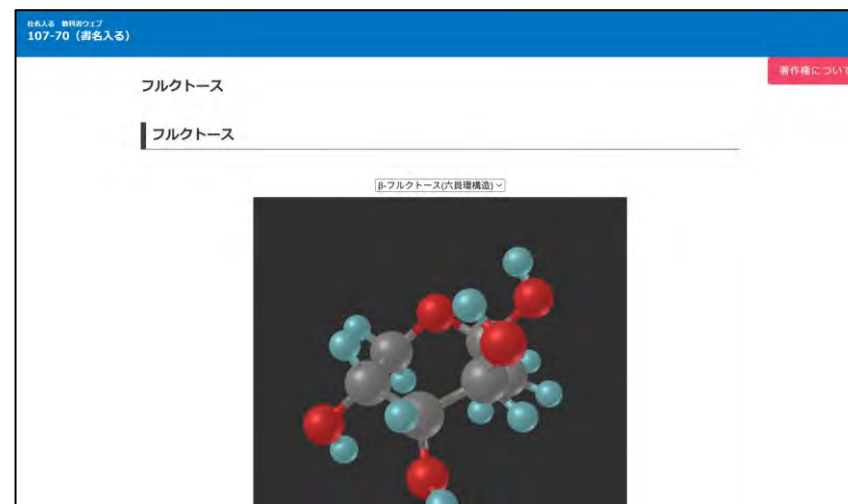 社名入る 教科書ウェブ
107-70（書名入る）
著作権について
フルクトース
フルクトース
β-フルクトース(六員環構造)